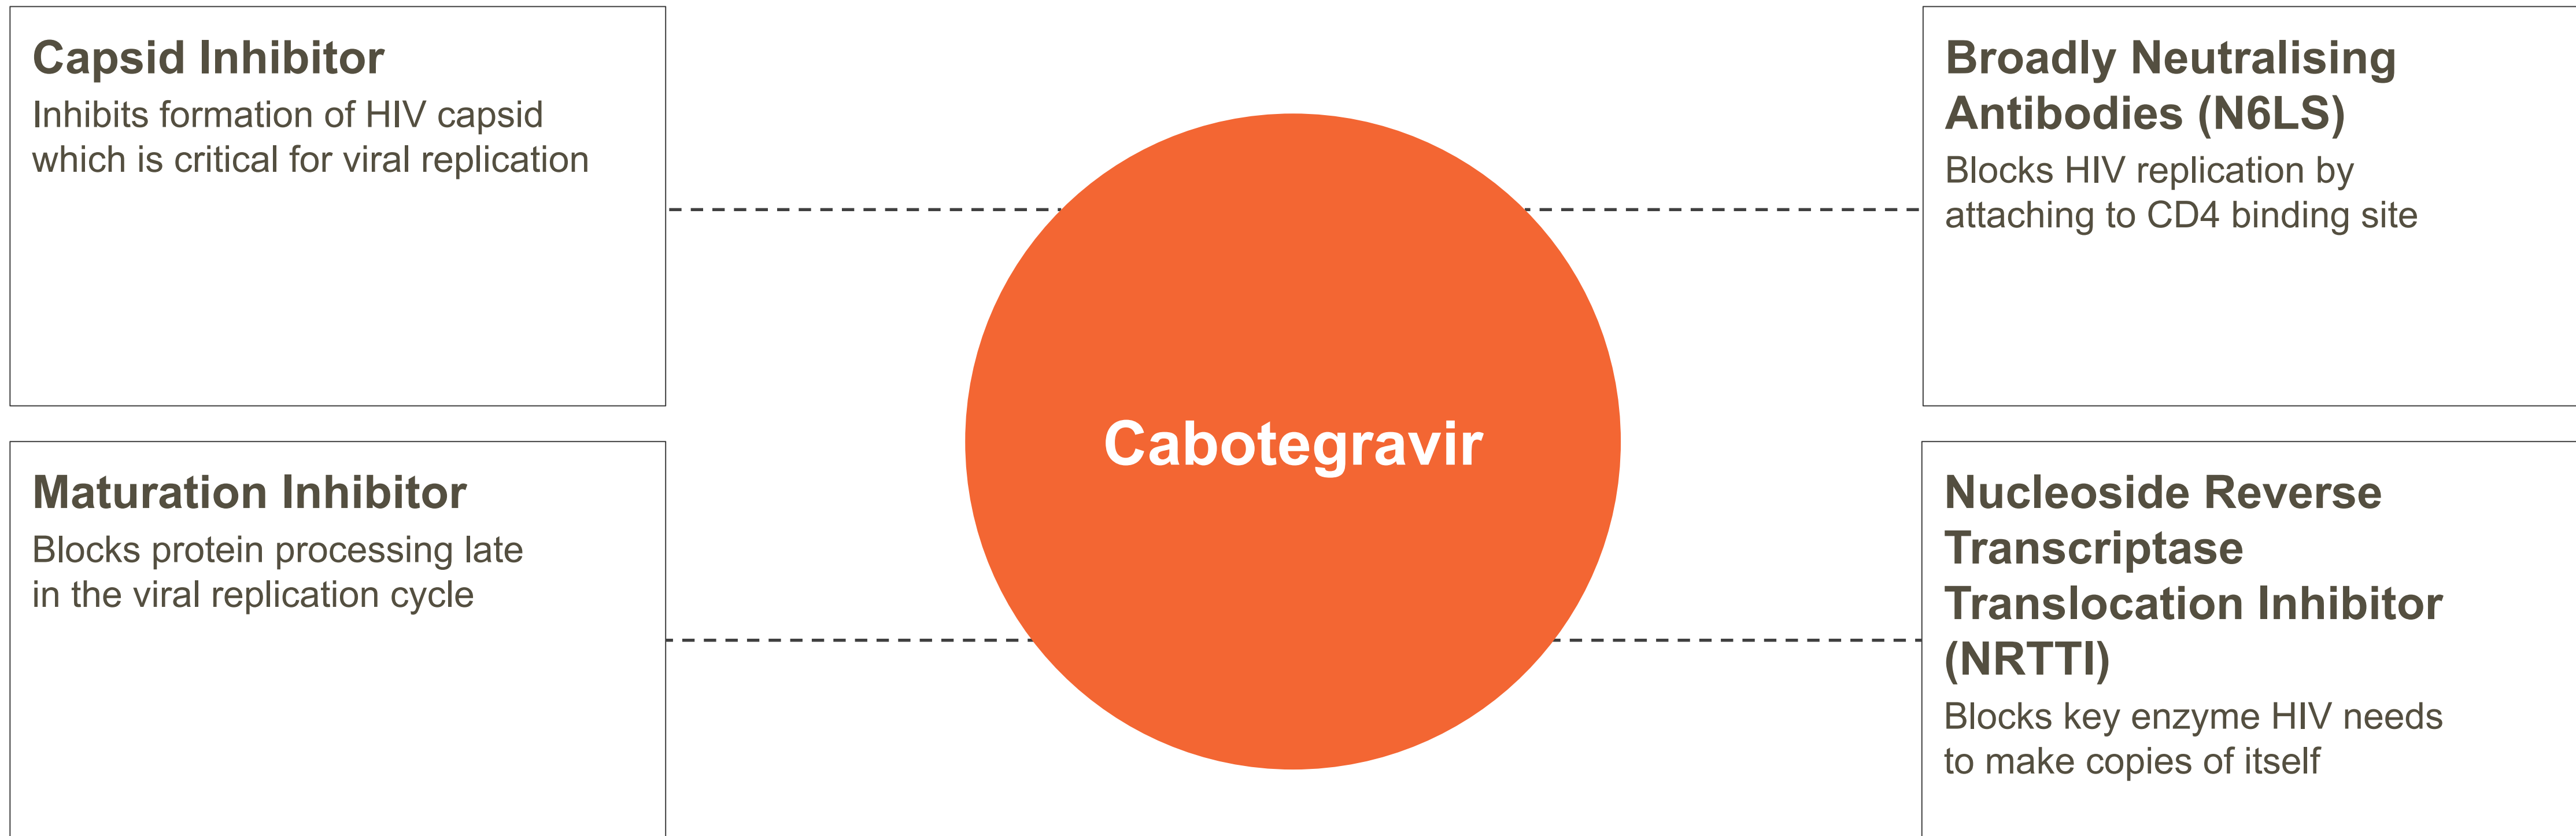 Capsid Inhibitor
Inhibits formation of HIV capsid
which is critical for viral replication
Maturation Inhibitor
Blocks protein processing late
in the viral replication cycle
Cabotegravir
Broadly Neutralising
Antibodies (N6LS)
Blocks HIV replication by
attaching to CD4 binding site
Nucleoside Reverse
Transcriptase
Translocation Inhibitor
(NRTTI)
Blocks key enzyme HIV needs
to make copies of itself